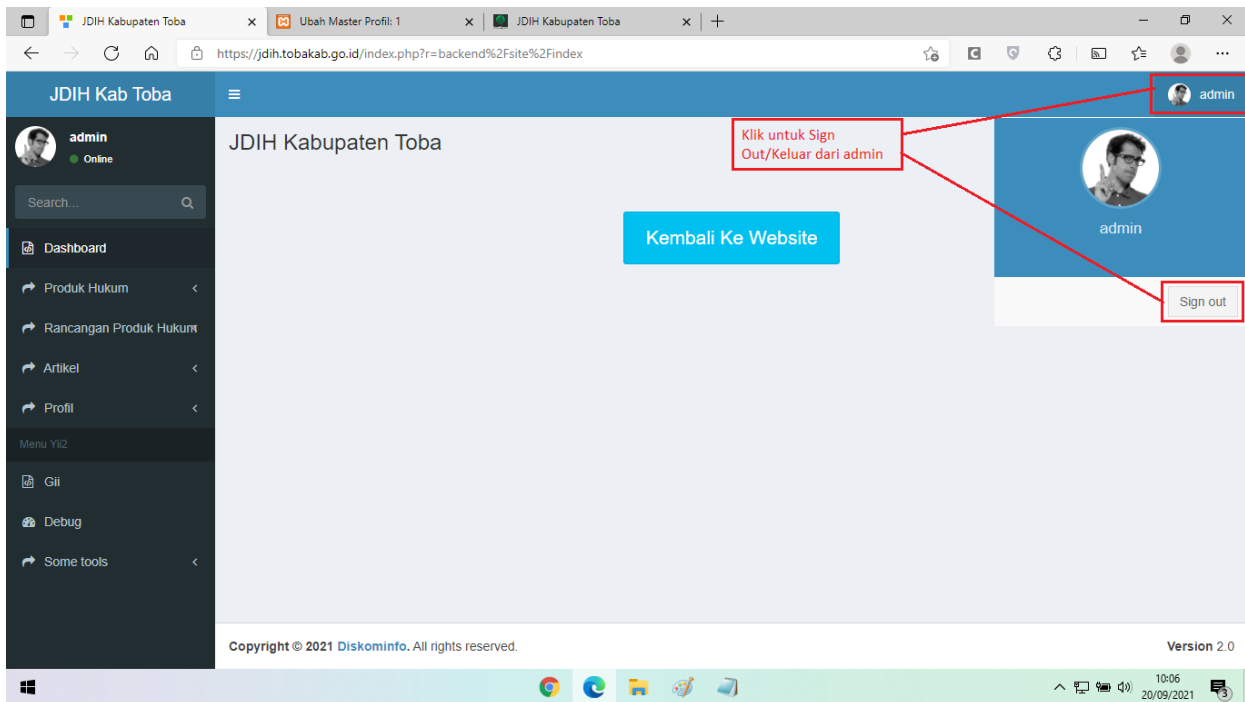 JDIH Kabupaten Toba
Ubah Master Profil: 1
JDIH Kabupaten Toba
https://jdih.tobakab.go.id/index.php?r=backend%2Fsite%2Findex
JDIH Kab Toba
admin
admin
Online
JDIH Kabupaten Toba
Klik untuk Sign
Out/Keluar dari admin
Search...
Kembali Ke Website
admin
Dashboard
Produk Hukum
Sign out
Rancangan Produk Hukum
Artikel
Profil
Menu Yii2
Gii
Debug
Some tools
Copyright © 2021 Diskominfo. All rights reserved.
Version 2.0
10:06
20/09/2021
3